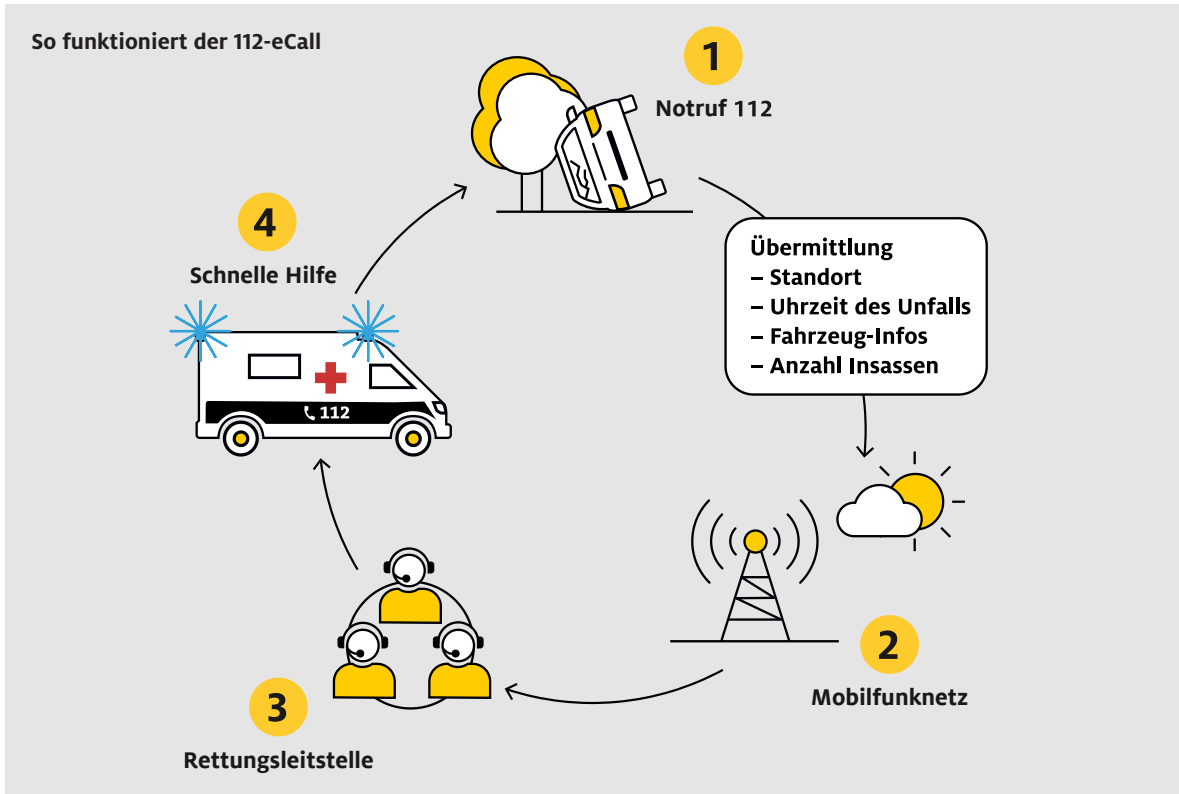 So funktioniert der 112-eCall
1
Notruf 112
Übermittlung
– Standort
– Uhrzeit des Unfalls
– Fahrzeug-Infos
– Anzahl Insassen
2
Mobilfunknetz
3
Rettungsleitstelle
4
Schnelle Hilfe
112